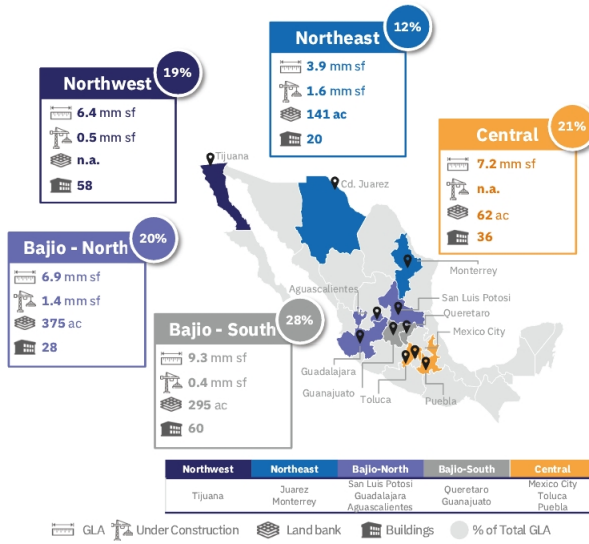 Northeast
12%
3.9 mm sf
1.6 mm sf
141 ac
20
Northwest
19%
6.4 mm sf
0.5 mm sf
n.a.
58
Central
21%
7.2 mm sf
n.a.
62 ac
36
Bajio - North
20%
6.9 mm sf
1.4 mm sf
375 ac
28
Bajio - South
28%
9.3 mm sf
0.4 mm sf
295 ac
60
Tijuana
Cd. Juarez
Monterrey
Aguascalientes
San Luis Potosi
Queretaro
Mexico City
Guadalajara
Guanajuato
Toluca
Puebla
Northwest Northeast Bajio-North Bajio-South Central
Tijuana
Juarez
Monterrey
San Luis Potosi
Guadalajara
Aguascalientes
Queretaro
Guanajuato
Mexico City
Toluca
Puebla
GLA Under Construction Land bank Buildings % of Total GLA